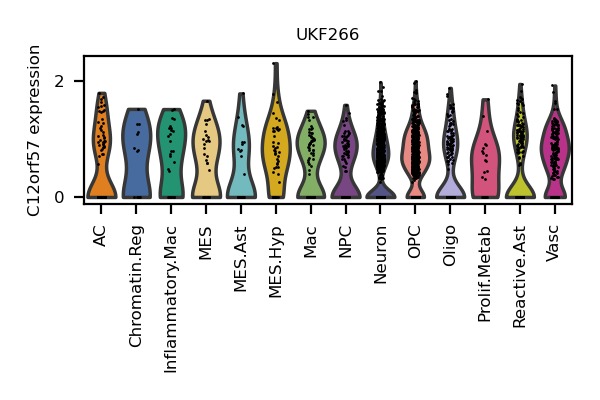 UKF266
C12orf57 expression
2
0
AC
Chromatin.Reg
Inflammatory.Mac
MES
MES.Ast
MES.Hyp
Mac
NPC
Neuron
OPC
Oligo
Prolif.Metab
Reactive.Ast
Vasc